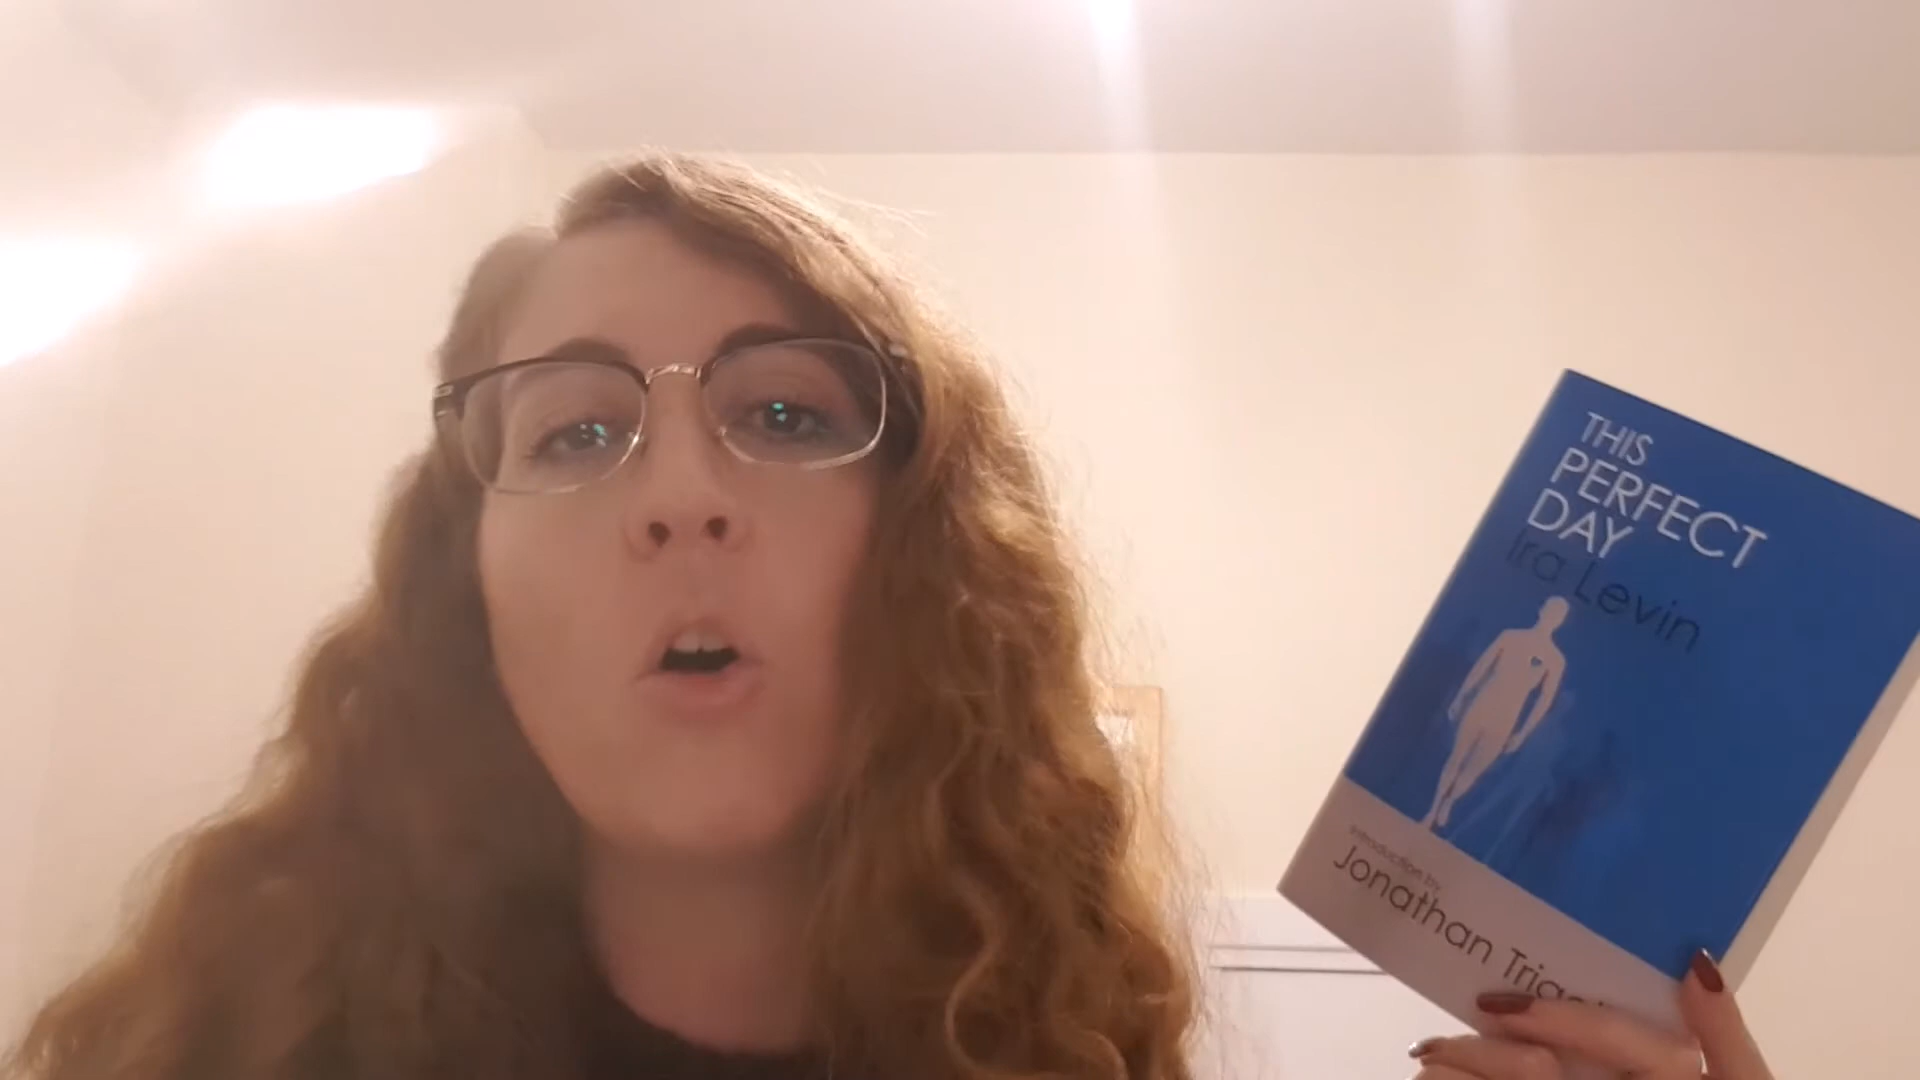 THIS
PERFECT
DAY
Ira Levin
introduction by
Jonathan